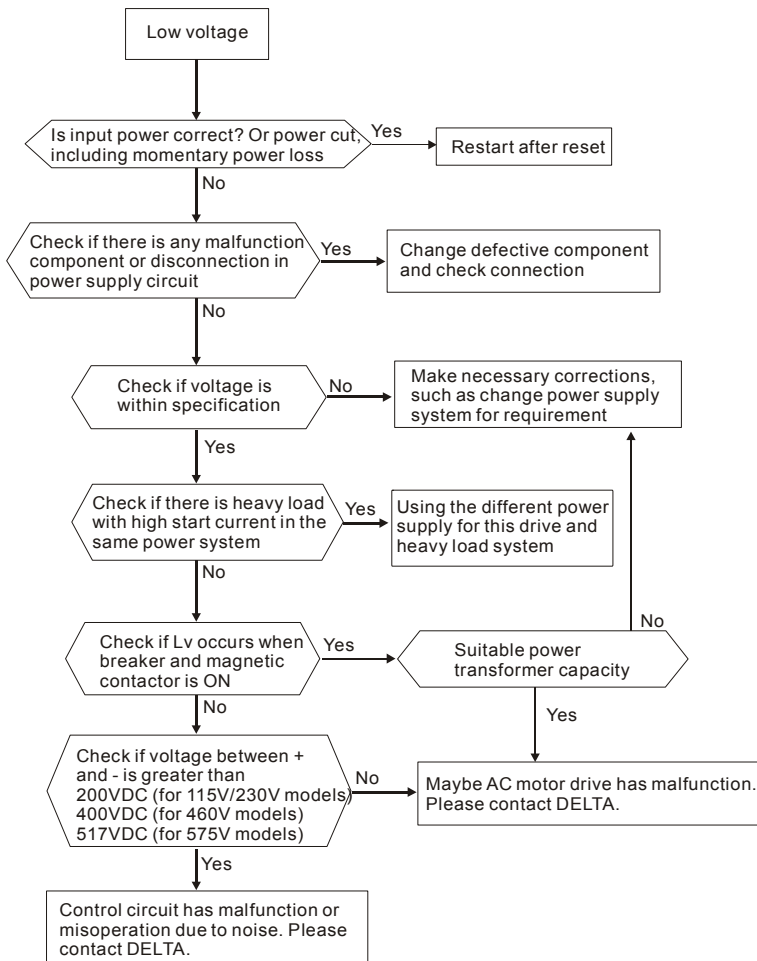 Low voltage
Is input power correct? Or power cut,
including momentary power loss
Yes
Restart after reset
No
Check if there is any malfunction
component or disconnection in
power supply circuit
Yes
Change defective component
and check connection
No
Check if voltage is
within specification
No
Make necessary corrections,
such as change power supply
system for requirement
Yes
Check if there is heavy load
with high start current in the
same power system
Yes
Using the different power
supply for this drive and
heavy load system
No
Check if Lv occurs when
breaker and magnetic
contactor is ON
Yes
Suitable power
transformer capacity
No
Yes
No
Check if voltage between +
and - is greater than
200VDC (for 115V/230V models)
400VDC (for 460V models)
517VDC (for 575V models)
No
Maybe AC motor drive has malfunction.
Please contact DELTA.
Yes
Control circuit has malfunction or
misoperation due to noise. Please
contact DELTA.